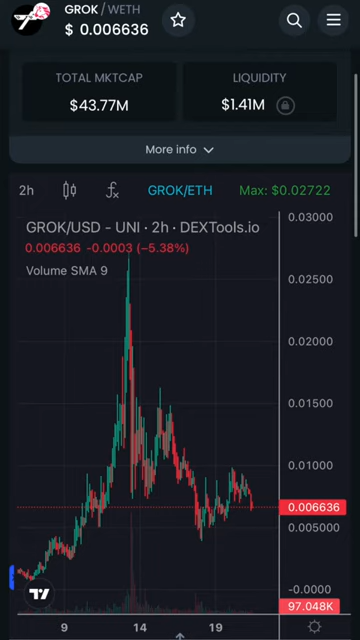 GROK / WETH
$ 0.006636
TOTAL MKTCAP
$43.77M
LIQUIDITY
$1.41M
More info
2h
fx
GROK/ETH
Max: $0.02722
GROK/USD - UNI · 2h · DEXTools.io
0.006636 -0.0003 (−5.38%)
Volume SMA 9
0.03000
0.02500
0.02000
0.01500
0.01000
0.006636
0.005000
-0.0000
97.048K
9
14
19